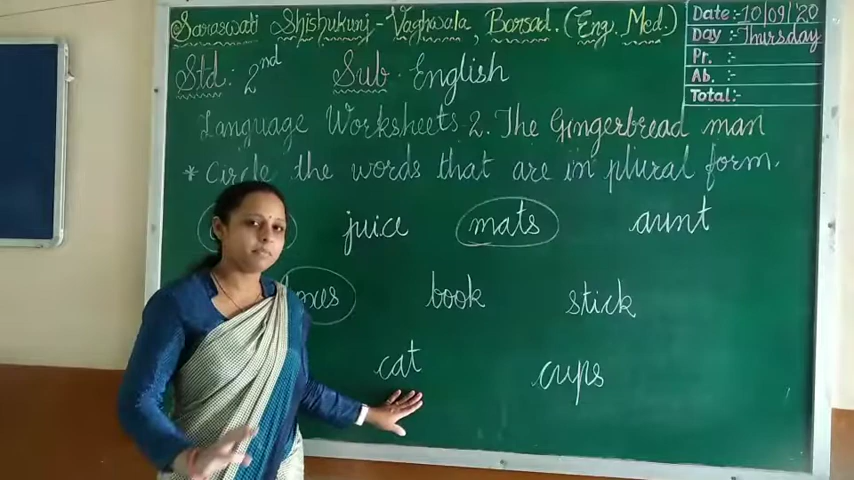 Saraswati Shishukunj - Vaghwala, Borsad. (Eng. Med.)
Date :- 10/09/'20
Day :- Thursday
Pr. :-
Ab. :-
Total :-
Std : 2nd Sub : English
Language Worksheets 2. The Gingerbread man
* Circle the words that are in plural form.
juice mats aunt
book stick
cat cups